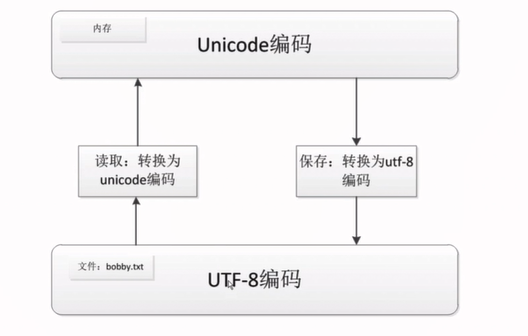 内存
Unicode编码
读取：转换为
unicode编码
保存：转换为utf-8
编码
文件：bobby.txt
UTF-8编码